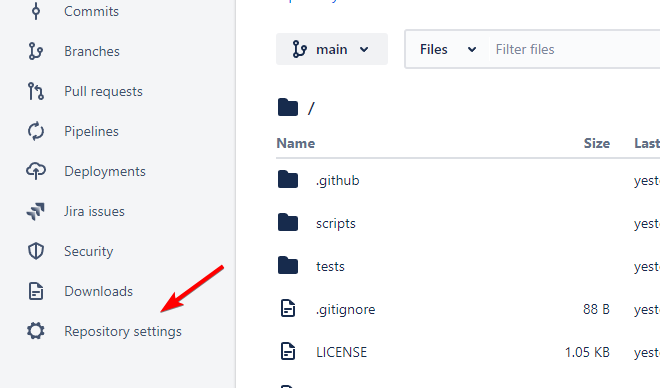 Commits
Branches
Pull requests
Pipelines
Deployments
Jira issues
Security
Downloads
Repository settings
main
Files Filter files
/
Name Size Last
.github yest
scripts yest
tests yest
.gitignore 88 B yest
LICENSE 1.05 KB yest